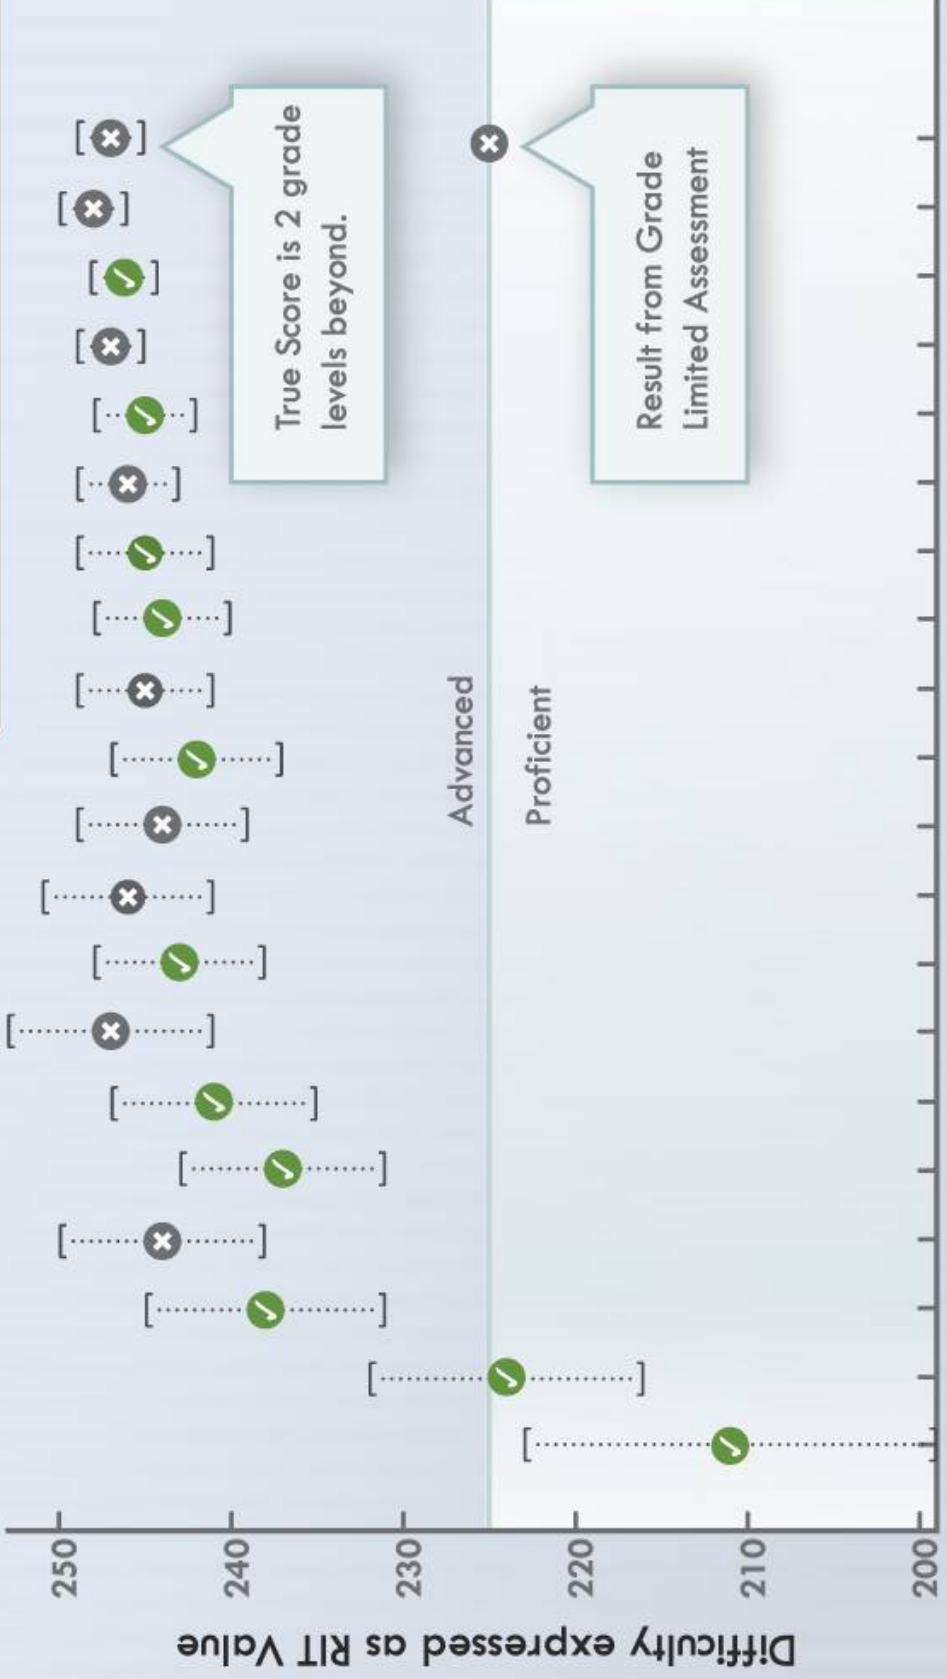 Difficulty expressed as RIT Value
250
240
230
220
210
200
Advanced
Proficient
True Score is 2 grade
levels beyond.
Result from Grade
Limited Assessment